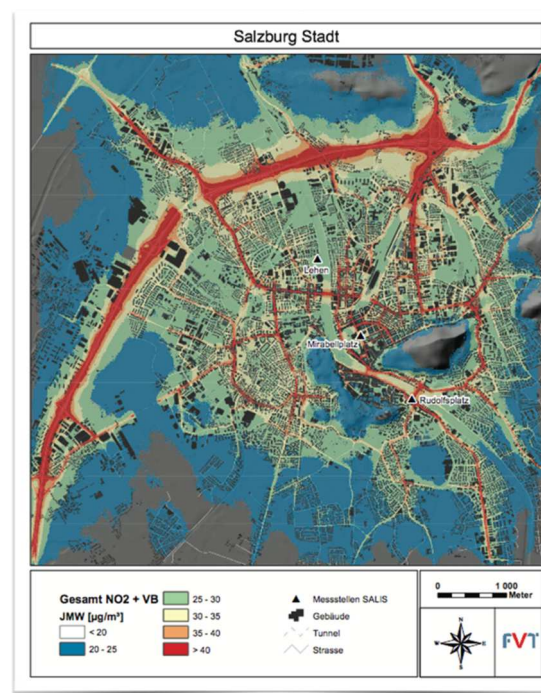 Salzburg Stadt
Lehen
Mirabellplatz
Rudolfsplatz
Gesamt NO2 + VB
JMW [µg/m³]
< 20
20 - 25
25 - 30
30 - 35
35 - 40
> 40
Messstellen SALIS
Gebäude
Tunnel
Strasse
0 1 000
Meter
N
W E
S
FVT